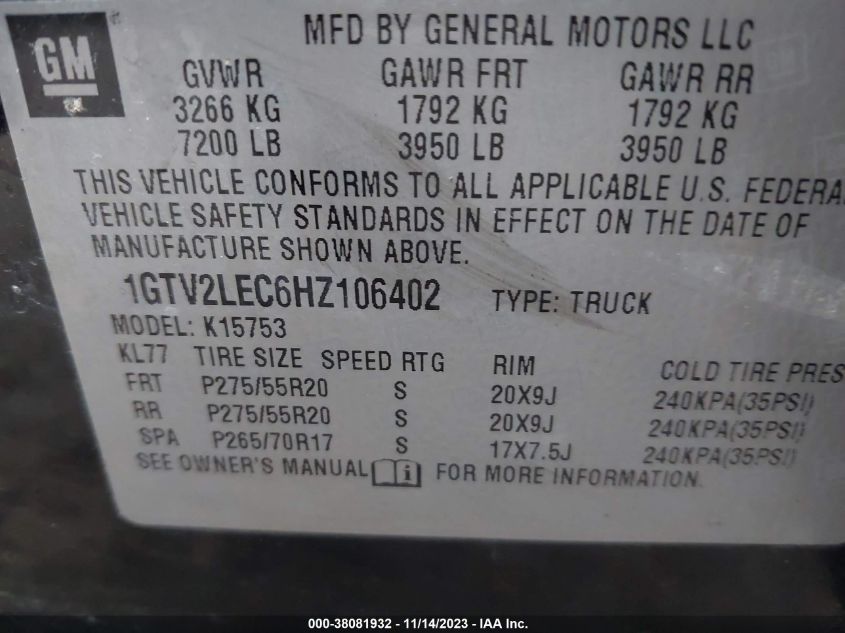 GM
MFD BY GENERAL MOTORS LLC
GVWR GAWR FRT GAWR RR
3266 KG 1792 KG 1792 KG
7200 LB 3950 LB 3950 LB
THIS VEHICLE CONFORMS TO ALL APPLICABLE U.S. FEDERA
VEHICLE SAFETY STANDARDS IN EFFECT ON THE DATE OF
MANUFACTURE SHOWN ABOVE.
1GTV2LEC6HZ106402 TYPE: TRUCK
MODEL: K15753
KL77 TIRE SIZE SPEED RTG RIM COLD TIRE PRES
FRT P275/55R20 S 20X9J 240KPA(35PSI)
RR P275/55R20 S 20X9J 240KPA(35PSI)
SPA P265/70R17 S 17X7.5J 240KPA(35PSI)
SEE OWNER'S MANUAL i FOR MORE INFORMATION.
000-38081932 - 11/14/2023 - IAA Inc.